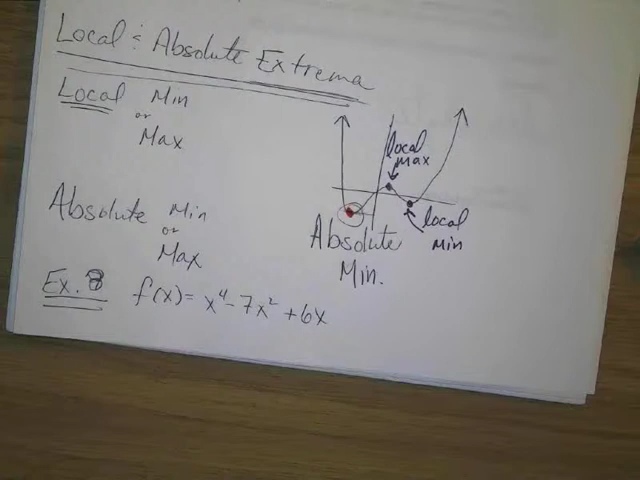 Local & Absolute Extrema
Local Min
or
Max
local
max
local
min
Absolute
Min.
Absolute Min
or
Max
Ex. 8 f(x) = x⁴ - 7x² + 6x